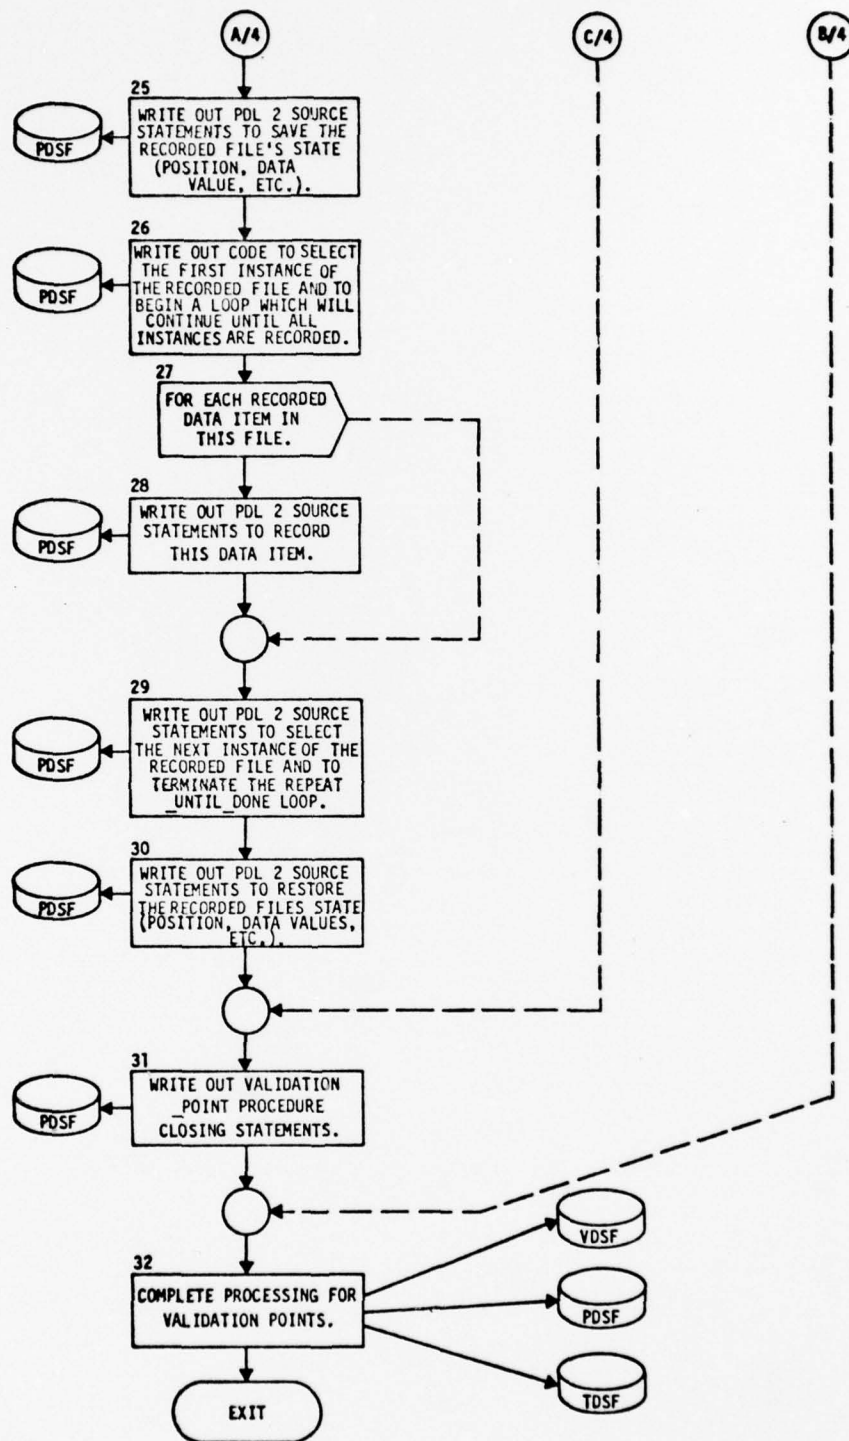 A/4
C/4
B/4
25
WRITE OUT PDL 2 SOURCE
STATEMENTS TO SAVE THE
RECORDED FILE'S STATE
(POSITION, DATA
VALUE, ETC.).
PDSF
26
WRITE OUT CODE TO SELECT
THE FIRST INSTANCE OF
THE RECORDED FILE AND TO
BEGIN A LOOP WHICH WILL
CONTINUE UNTIL ALL
INSTANCES ARE RECORDED.
PDSF
27
FOR EACH RECORDED
DATA ITEM IN
THIS FILE.
28
WRITE OUT PDL 2 SOURCE
STATEMENTS TO RECORD
THIS DATA ITEM.
PDSF
29
WRITE OUT PDL 2 SOURCE
STATEMENTS TO SELECT
THE NEXT INSTANCE OF THE
RECORDED FILE AND TO
TERMINATE THE REPEAT
_UNTIL_DONE LOOP.
PDSF
30
WRITE OUT PDL 2 SOURCE
STATEMENTS TO RESTORE
THE RECORDED FILES STATE
(POSITION, DATA VALUES,
ETC.).
PDSF
31
WRITE OUT VALIDATION
_POINT PROCEDURE
CLOSING STATEMENTS.
PDSF
VDSF
32
COMPLETE PROCESSING FOR
VALIDATION POINTS.
PDSF
TDSF
EXIT